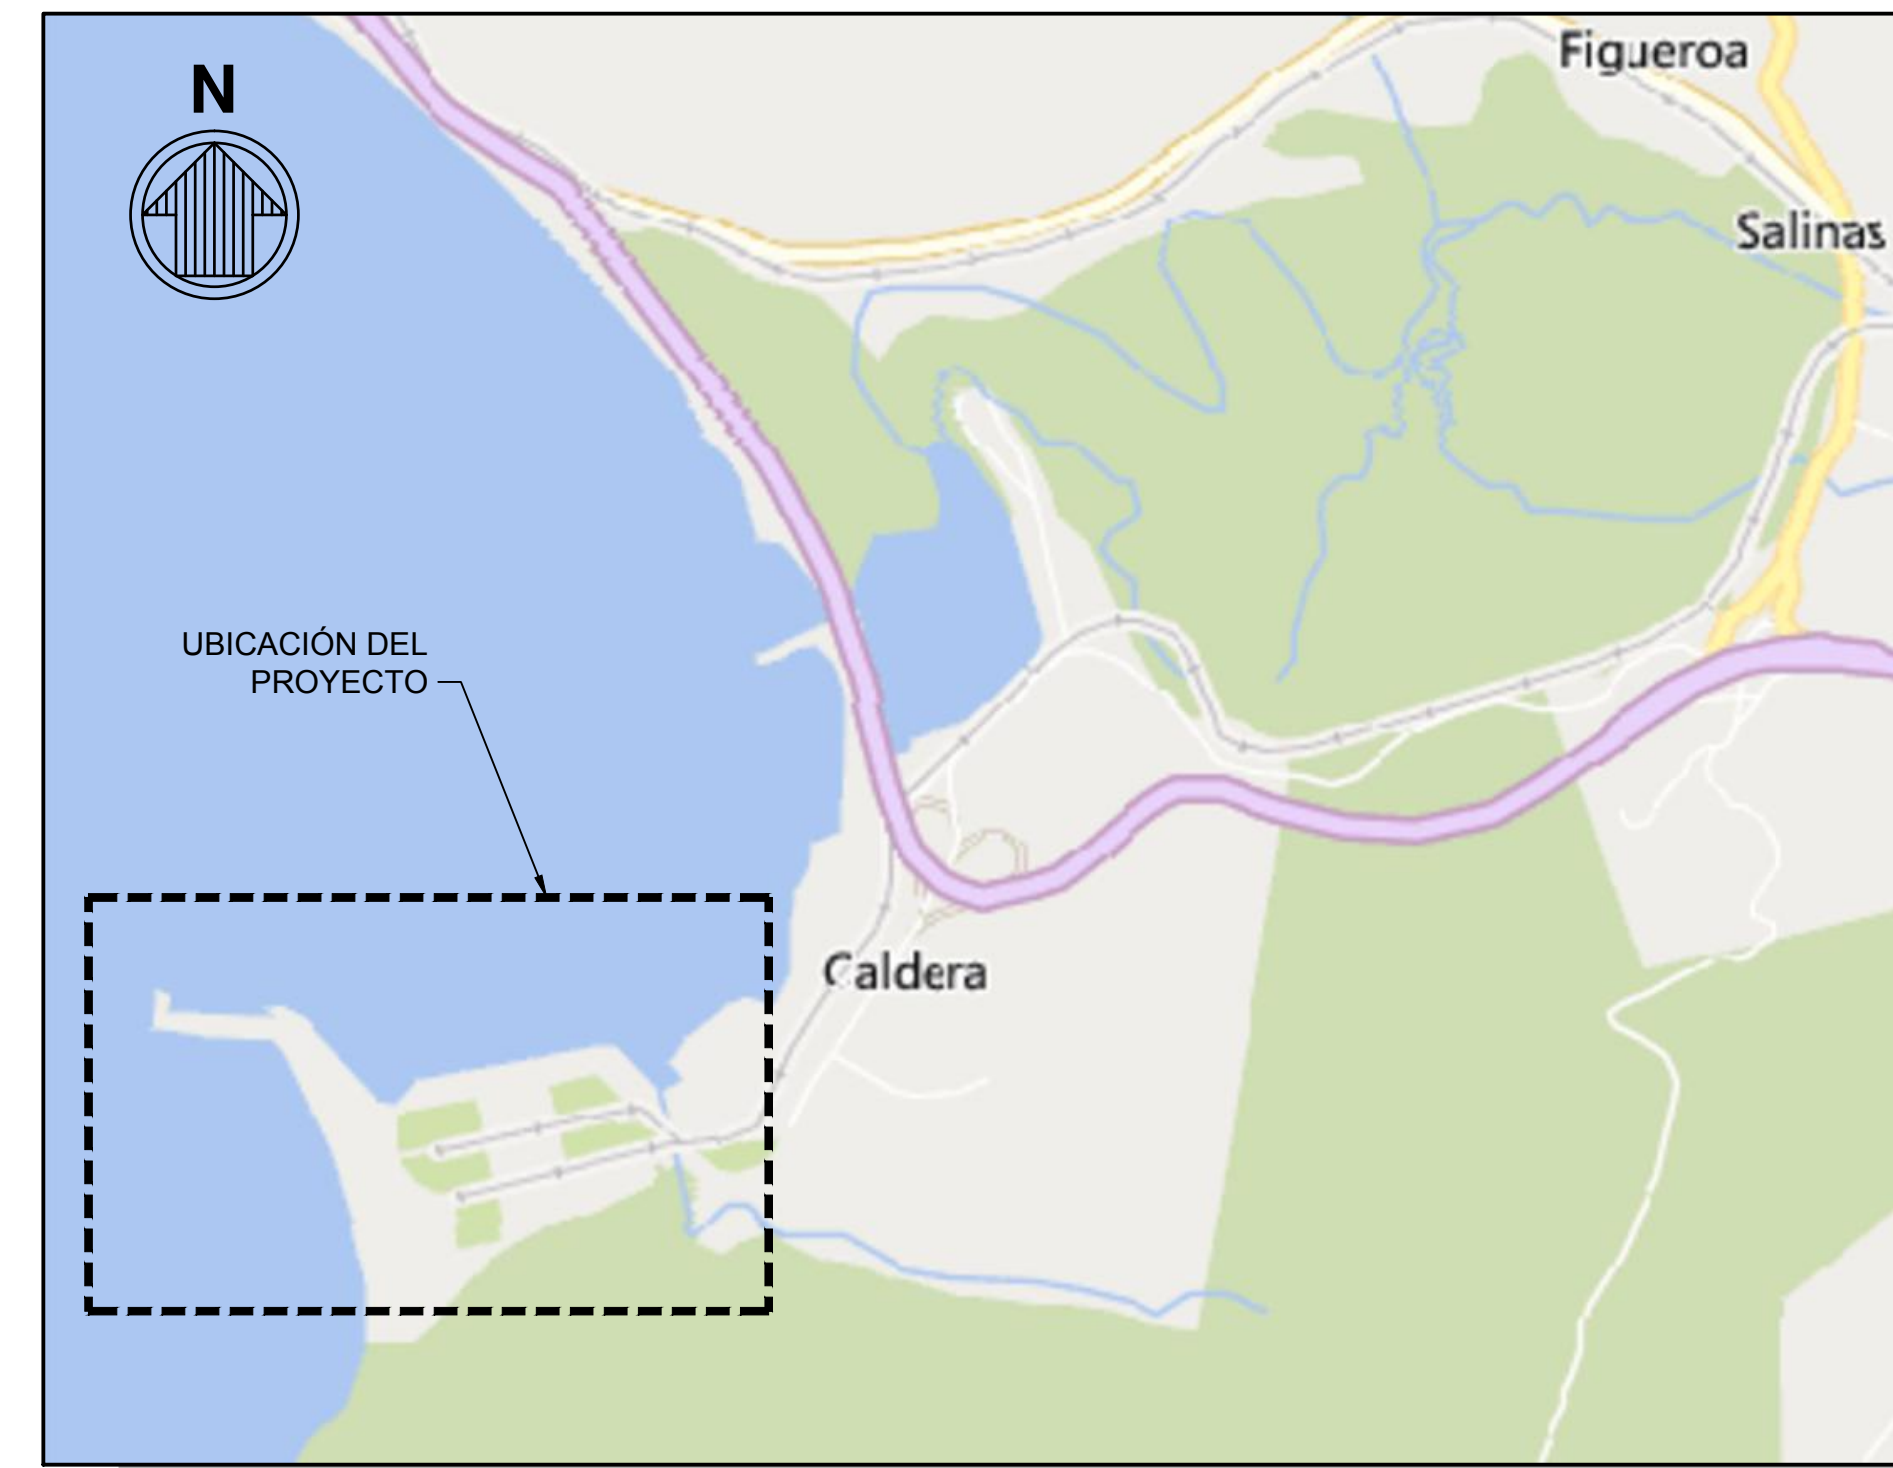 Figueroa
N
Salinas
UBICACIÓN DEL
PROYECTO
Caldera